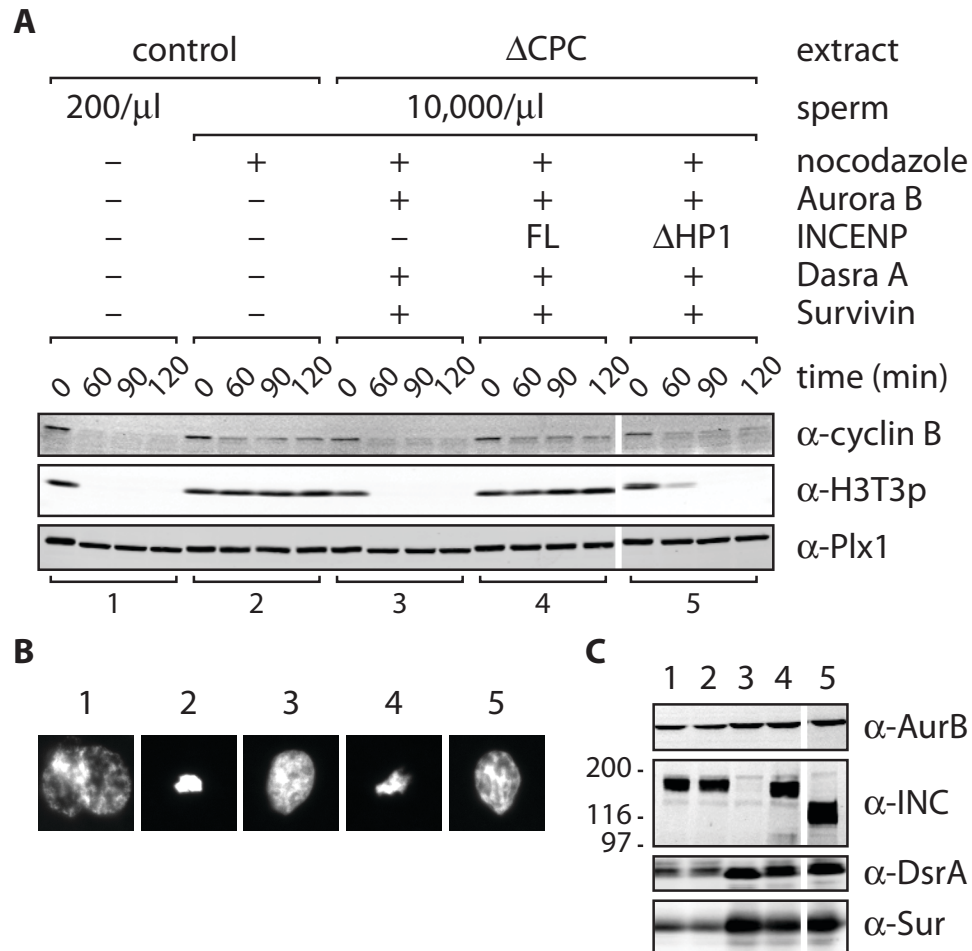 A
control ΔCPC extract
200/μl 10,000/μl sperm
– + + + + nocodazole
– – + + + Aurora B
– – – FL ΔHP1 INCENP
– – + + + Dasra A
– – + + + Survivin
0 60 90 120 0 60 90 120 0 60 90 120 0 60 90 120 0 60 90 120 time (min)
α-cyclin B
α-H3T3p
α-Plx1
1 2 3 4 5
B
1 2 3 4 5
C
1 2 3 4 5
α-AurB
200 -
116 -
97 -
α-INC
α-DsrA
α-Sur